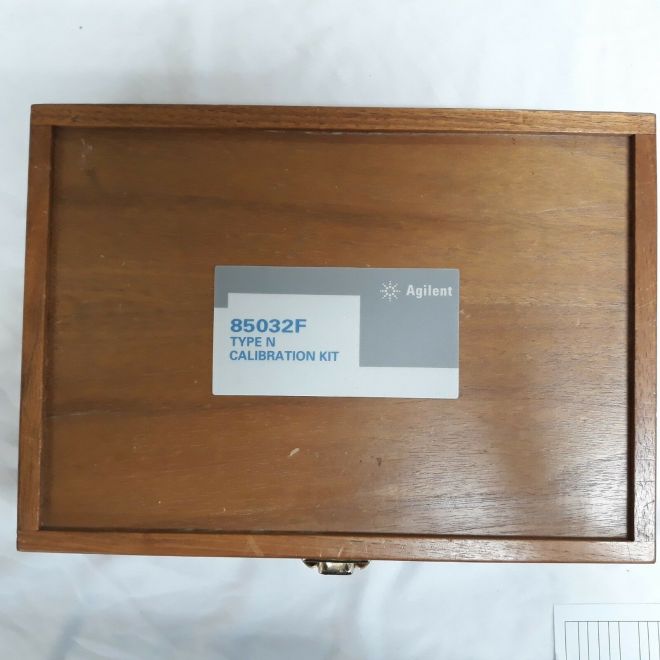 Agilent
85032F
TYPE N
CALIBRATION KIT